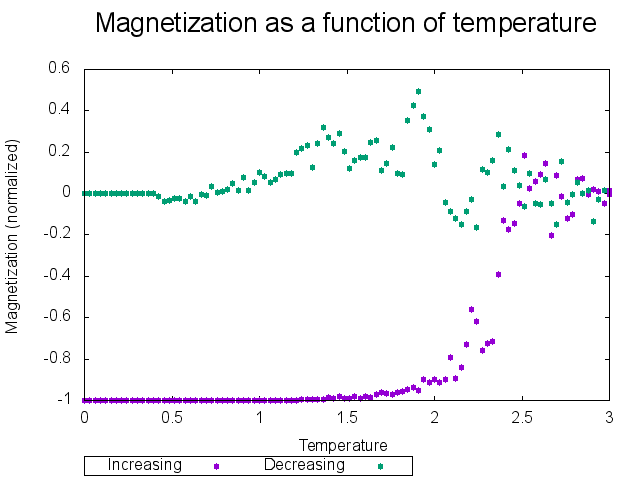 Magnetization as a function of temperature
0.6
0.4
0.2
0
-0.2
-0.4
-0.6
-0.8
-1
Magnetization (normalized)
0 0.5 1 1.5 2 2.5 3
Temperature
Increasing Decreasing